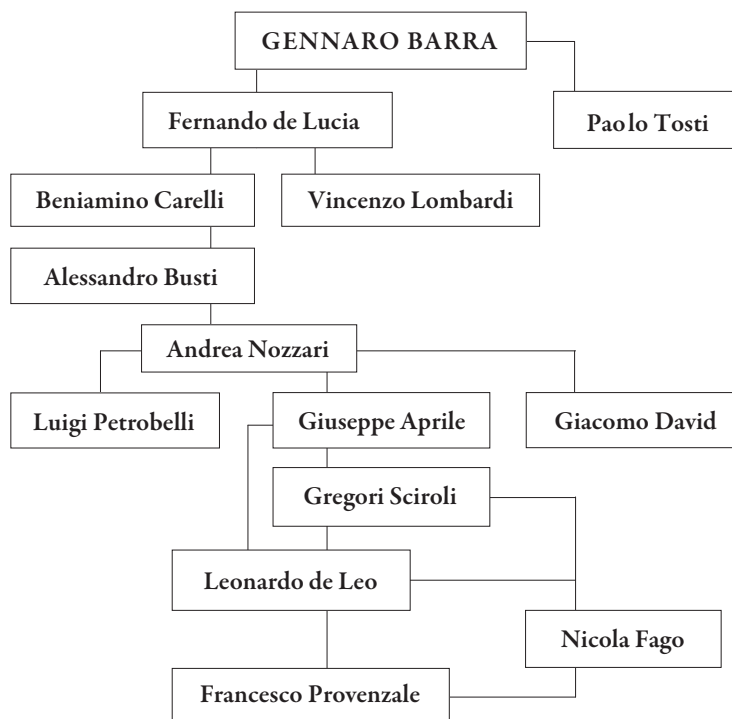 GENNARO BARRA
Paolo Tosti
Fernando de Lucia
Beniamino Carelli
Vincenzo Lombardi
Alessandro Busti
Andrea Nozzari
Luigi Petrobelli
Giuseppe Aprile
Giacomo David
Gregori Sciroli
Leonardo de Leo
Nicola Fago
Francesco Provenzale